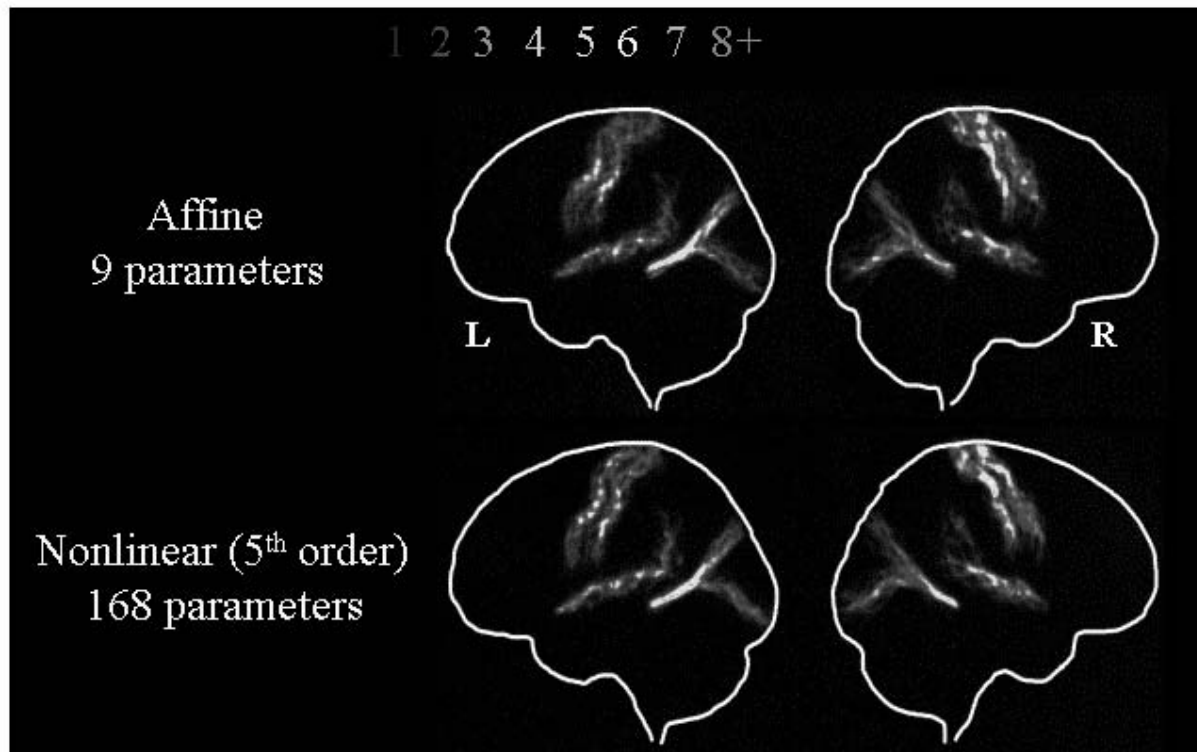 1 2 3 4 5 6 7 8+
Affine
9 parameters
L
R
Nonlinear (5th order)
168 parameters